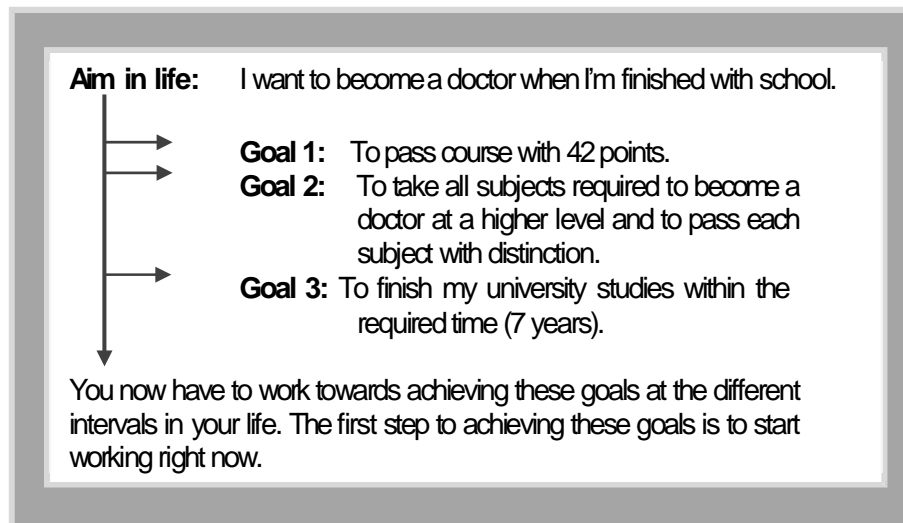 Aim in life: I want to become a doctor when I'm finished with school.
Goal 1: To pass course with 42 points.
Goal 2: To take all subjects required to become a
doctor at a higher level and to pass each
subject with distinction.
Goal 3: To finish my university studies within the
required time (7 years).
You now have to work towards achieving these goals at the different
intervals in your life. The first step to achieving these goals is to start
working right now.